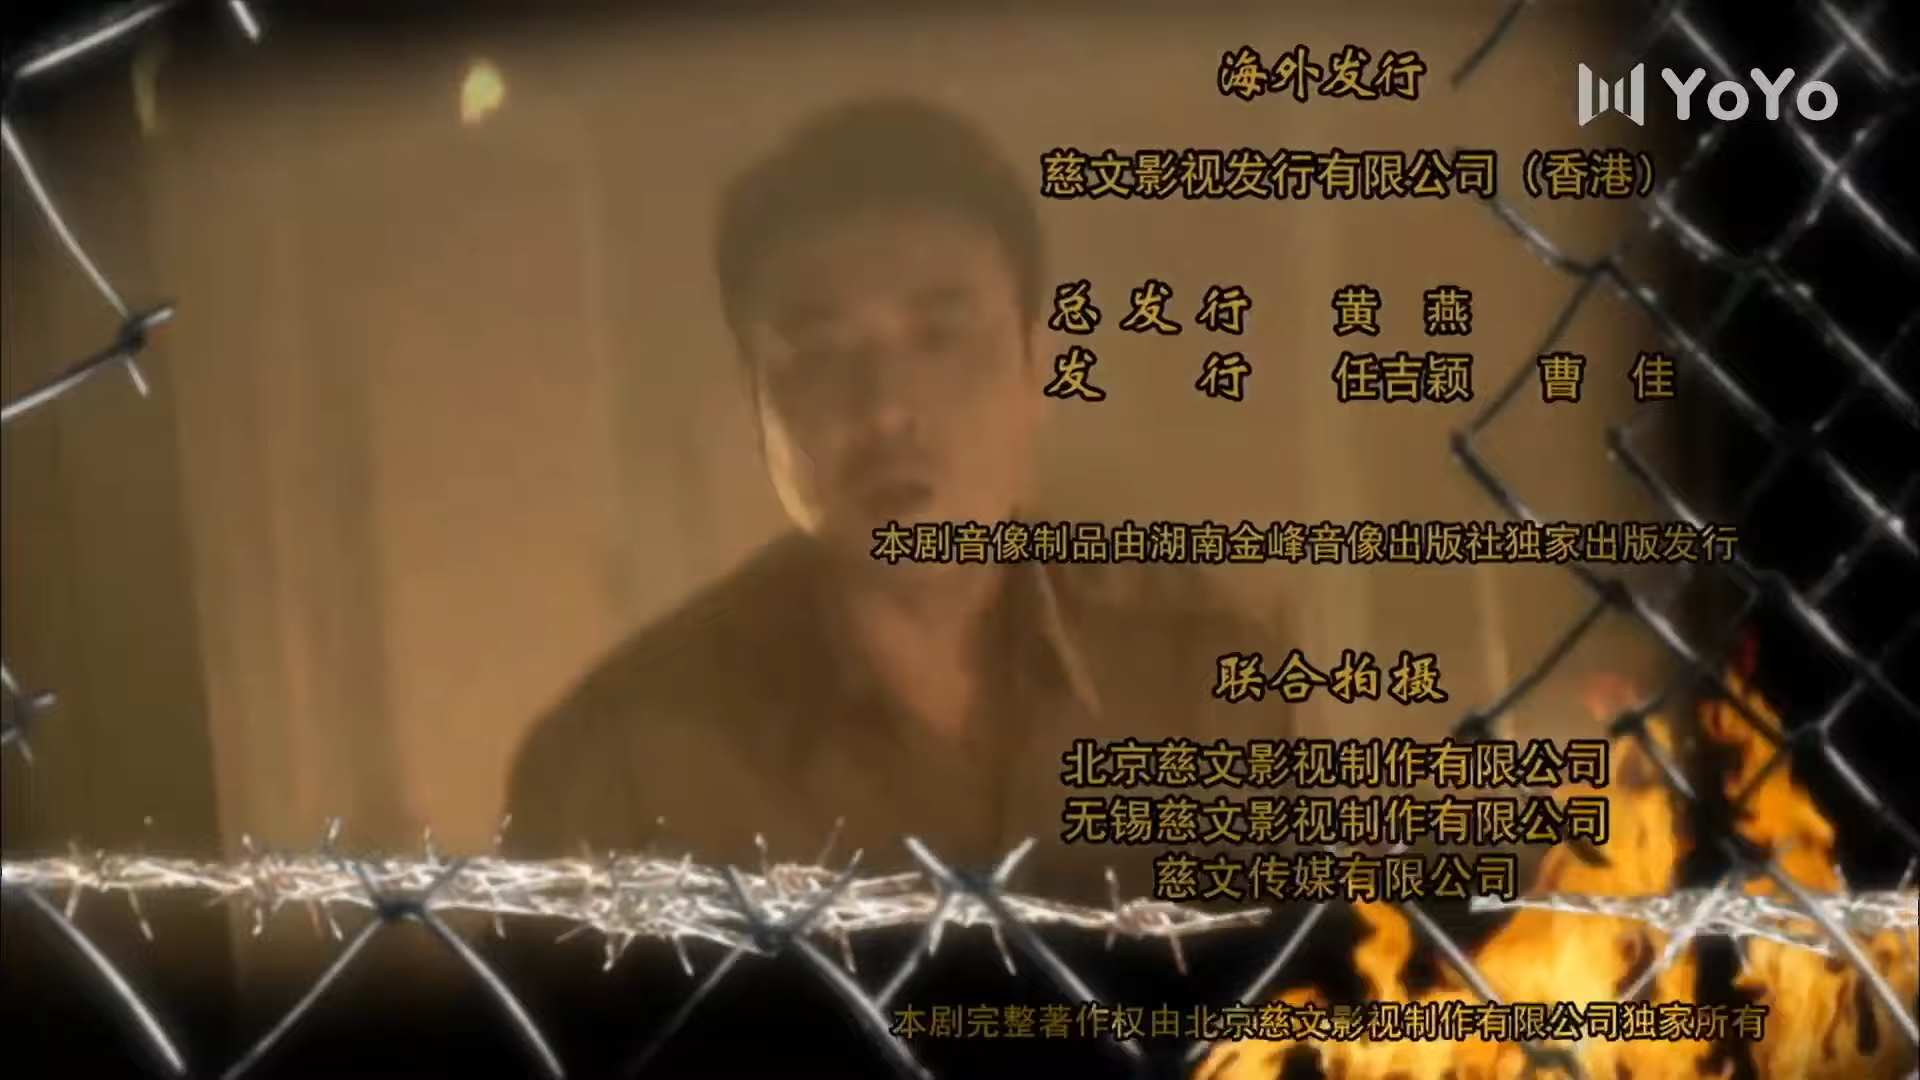 YoYo
海外发行
慈文影视发行有限公司（香港）
总发行 黄 燕
发 行 任吉颖 曹 佳
本剧音像制品由湖南金峰音像出版社独家出版发行
联合拍摄
北京慈文影视制作有限公司
无锡慈文影视制作有限公司
慈文传媒有限公司
本剧完整著作权由北京慈文影视制作有限公司独家所有